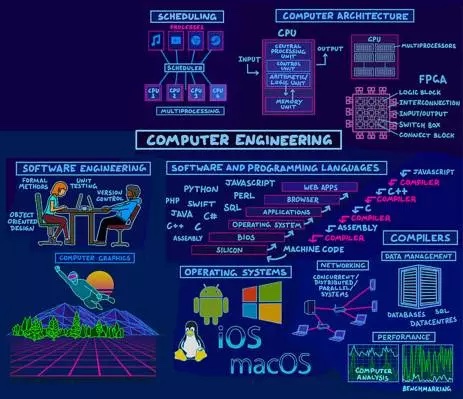 SCHEDULING
PROCESSES
SCHEDULER
CPU 1
CPU 2
CPU 3
CPU 4
MULTIPROCESSING
COMPUTER ARCHITECTURE
CPU
CENTRAL
PROCESSING
UNIT
CONTROL
UNIT
ARITHMETIC/
LOGIC UNIT
MEMORY
UNIT
INPUT
OUTPUT
GPU
MULTIPROCESSORS
FPGA
LOGIC BLOCK
INTERCONNECTION
INPUT/OUTPUT
SWITCH BOX
CONNECT BLOCK
COMPUTER ENGINEERING
SOFTWARE ENGINEERING
FORMAL
METHODS
UNIT
TESTING
VERSION
CONTROL
OBJECT
ORIENTED
DESIGN
COMPUTER GRAPHICS
SOFTWARE AND PROGRAMMING LANGUAGES
PYTHON
JAVASCRIPT
PHP
SWIFT
PERL
SQL
JAVA
C#
C++
C
ASSEMBLY
WEB APPS
BROWSER
APPLICATIONS
OPERATING SYSTEM
BIOS
SILICON
JAVASCRIPT
COMPILER
C++
COMPILER
C
COMPILER
ASSEMBLY
COMPILER
MACHINE CODE
OPERATING SYSTEMS
iOS
macOS
NETWORKING
CONCURRENT/
DISTRIBUTED/
PARALLEL
SYSTEMS
COMPILERS
DATA MANAGEMENT
DATABASES
SQL
DATACENTRES
PERFORMANCE
COMPUTER
ANALYSIS
BENCHMARKING